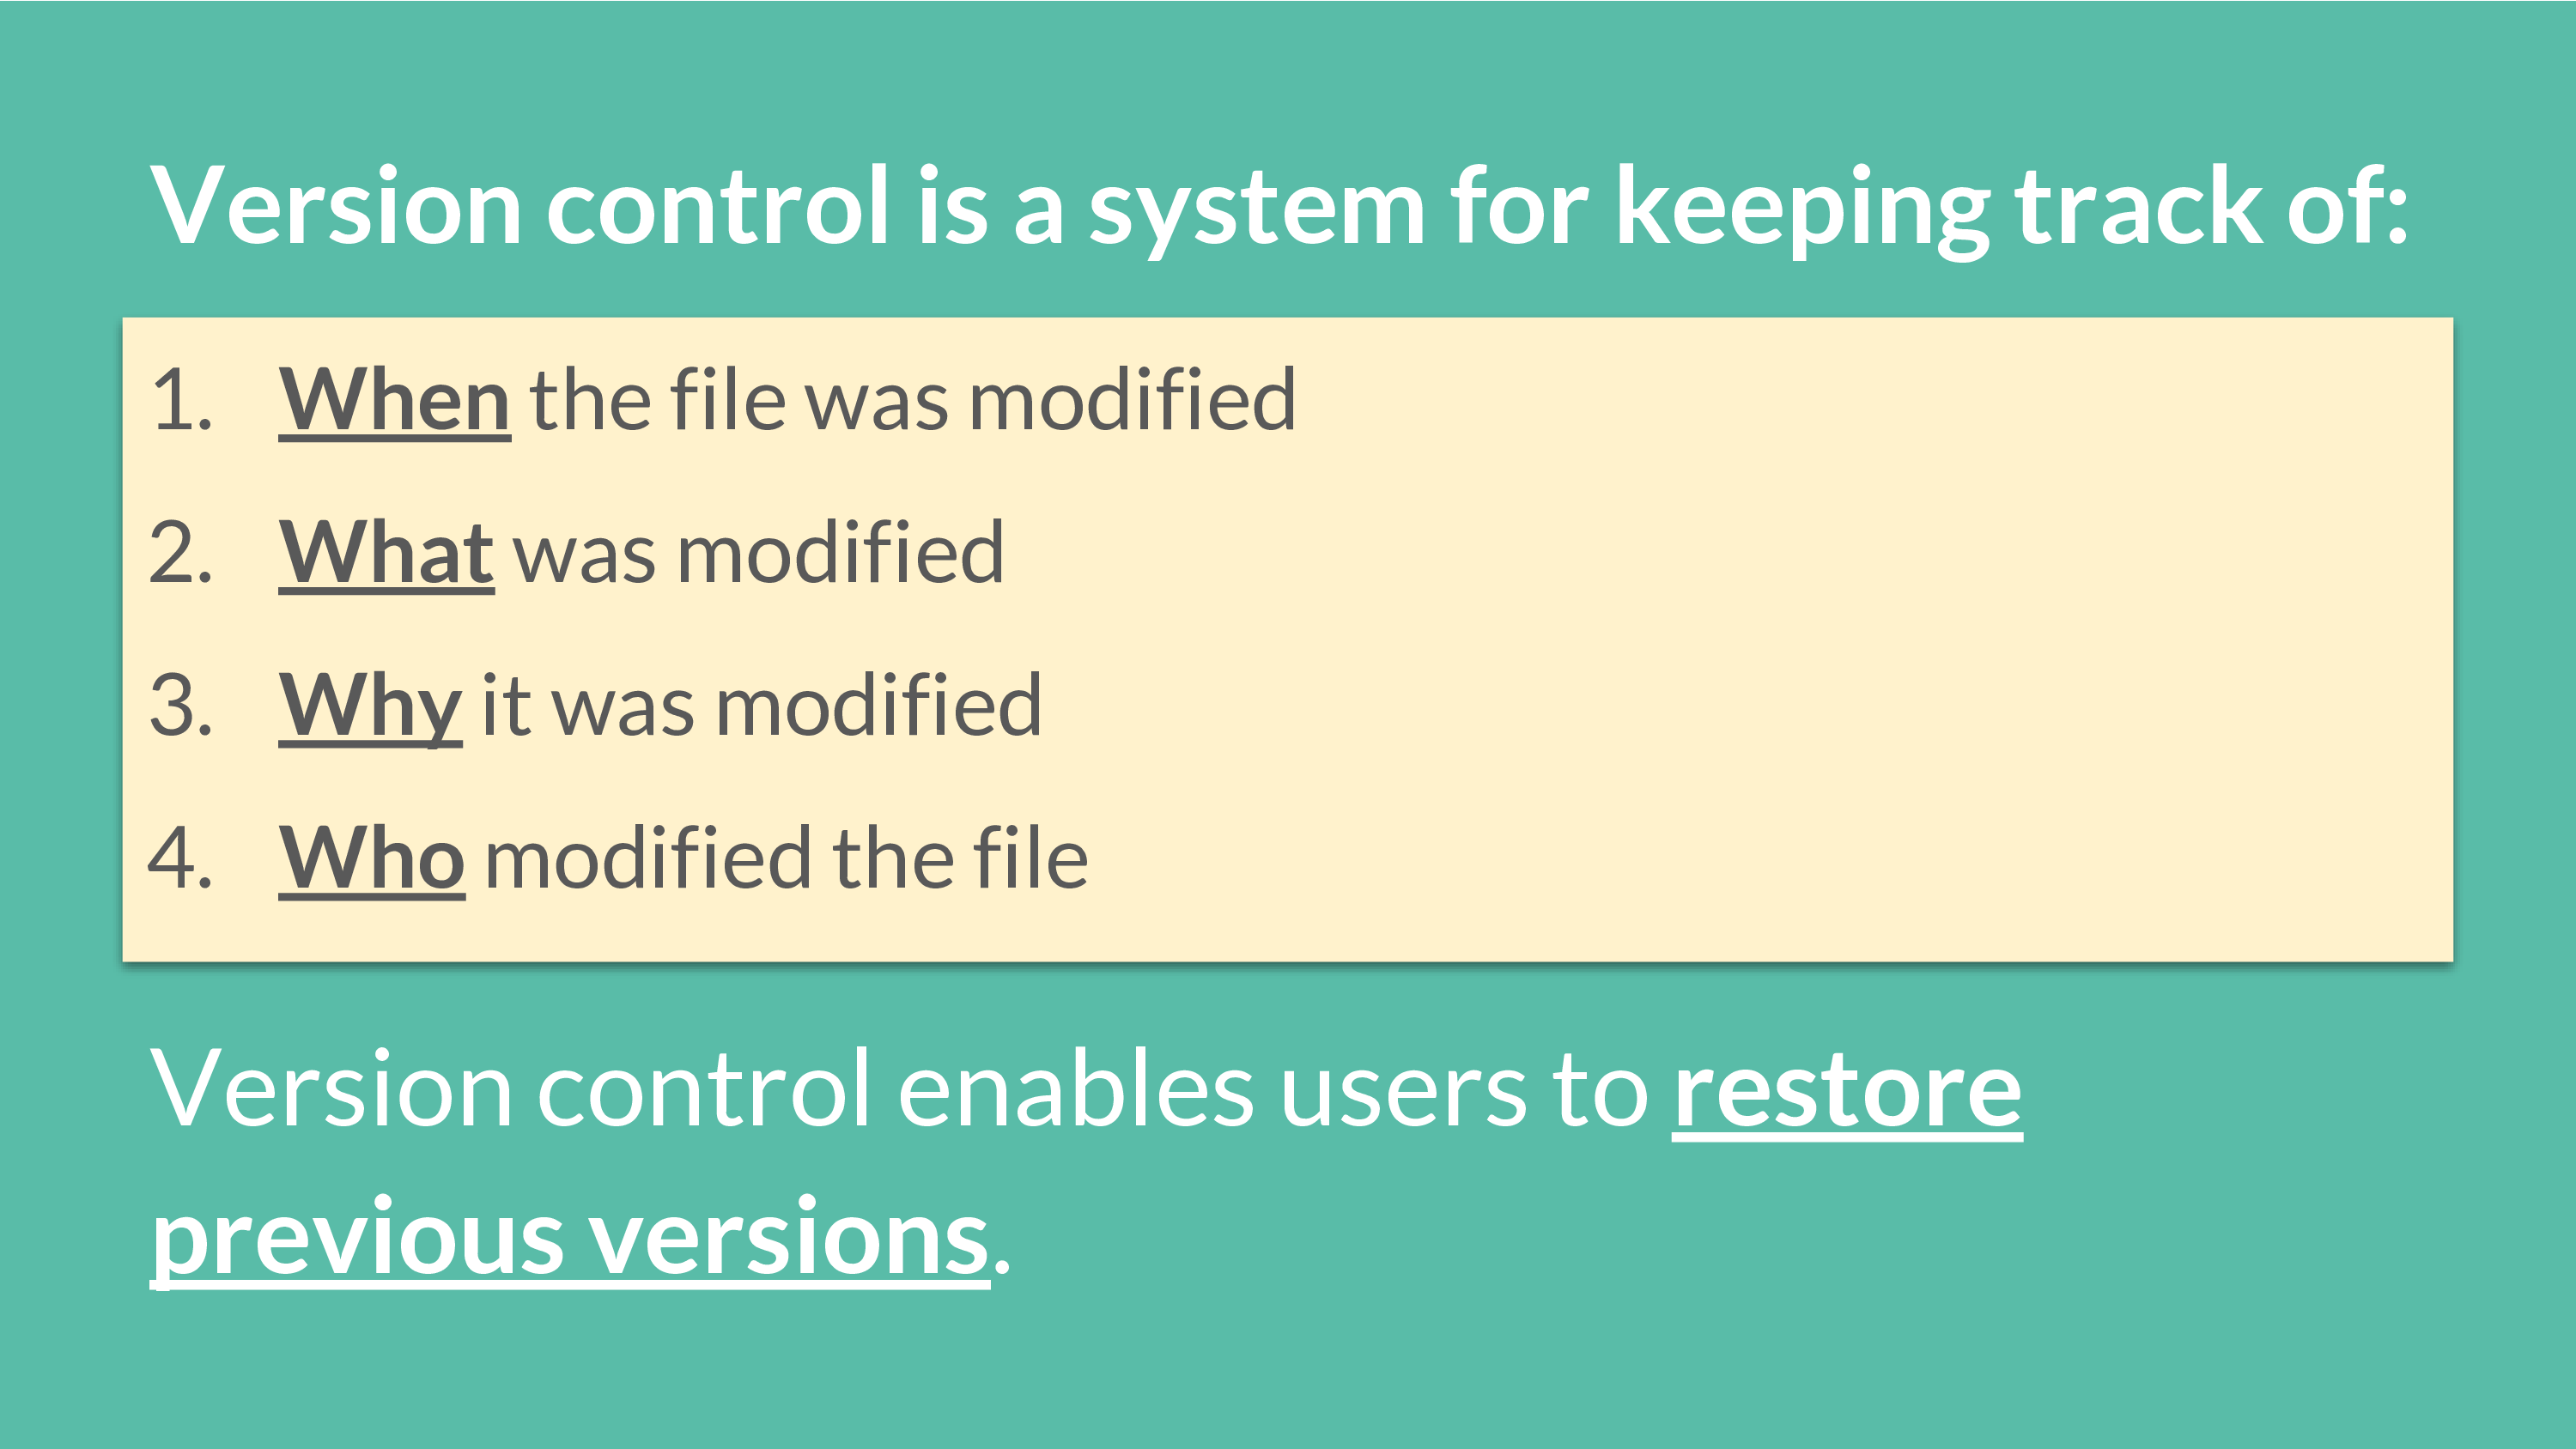 Version control is a system for keeping track of:
1. When the file was modified
2. What was modified
3. Why it was modified
4. Who modified the file
Version control enables users to restore
previous versions.